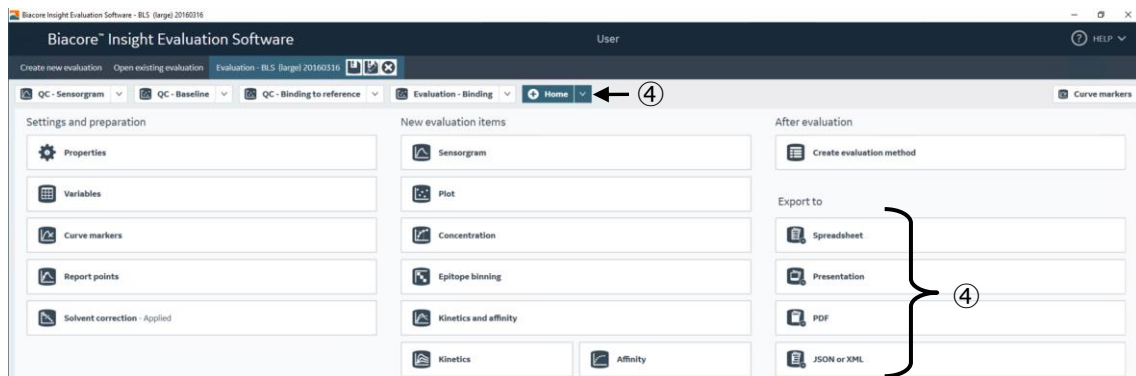 Biacore Insight Evaluation Software - BLS (large) 20160316
Biacore™ Insight Evaluation Software
User
? HELP
Create new evaluation Open existing evaluation Evaluation - BLS (large) 20160316
QC - Sensorgram QC - Baseline QC - Binding to reference Evaluation - Binding Home ④ Curve markers
Settings and preparation
Properties
Variables
Curve markers
Report points
Solvent correction - Applied
New evaluation items
Sensorgram
Plot
Concentration
Epitope binning
Kinetics and affinity
Kinetics Affinity
After evaluation
Create evaluation method
Export to
Spreadsheet
Presentation
PDF
JSON or XML
④